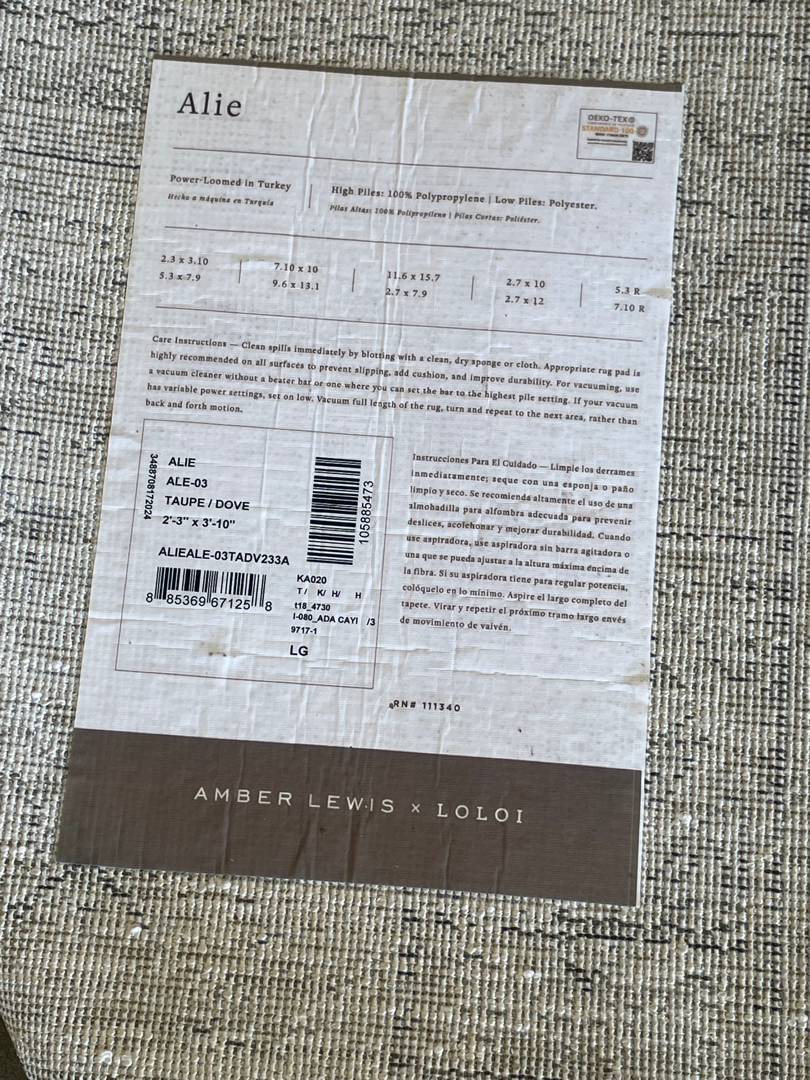 Alie
OEKO-TEX®
STANDARD 100
Power-Loomed in Turkey
Hecho a máquina en Turquía
High Piles: 100% Polypropylene | Low Piles: Polyester.
Pilas Altas: 100% Polipropileno | Pilas Cortas: Poliéster.
2.3 x 3.10
5.3 x 7.9
7.10 x 10
9.6 x 13.1
11.6 x 15.7
2.7 x 7.9
2.7 x 10
2.7 x 12
5.3 R
7.10 R
Care Instructions — Clean spills immediately by blotting with a clean, dry sponge or cloth. Appropriate rug pad is
highly recommended on all surfaces to prevent slipping, add cushion, and improve durability. For vacuuming, use
a vacuum cleaner without a beater bar or one where you can set the bar to the highest pile setting. If your vacuum
has variable power settings, set on low. Vacuum full length of the rug, turn and repeat to the next area, rather than
back and forth motion.
3488708172024
ALIE
ALE-03
TAUPE / DOVE
2'-3" x 3'-10"
105885473
ALIEALE-03TADV233A
8 85369 67125 8
KA020
T / K/ H/ H
t18_4730
I-080_ADA CAYI /3
9717-1
LG
Instrucciones Para El Cuidado — Limpie los derrames
inmediatamente; seque con una esponja o paño
limpio y seco. Se recomienda altamente el uso de una
almohadilla para alfombra adecuada para prevenir
deslices, acolchonar y mejorar durabilidad. Cuando
use aspiradora, use aspiradora sin barra agitadora o
una que se pueda ajustar a la altura máxima encima de
la fibra. Si su aspiradora tiene para regular potencia,
colóquelo en lo mínimo. Aspire el largo completo del
tapete. Virar y repetir el próximo tramo largo envés
de movimiento de vaivén.
RN# 111340
AMBER LEWIS × LOLOI